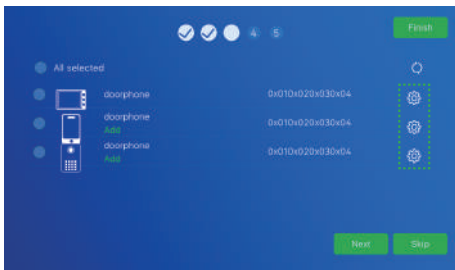 4 5 Finish
All selected
doorphone 0x010x020x030x04
doorphone 0x010x020x030x04
Add
doorphone 0x010x020x030x04
Add
Next Skip